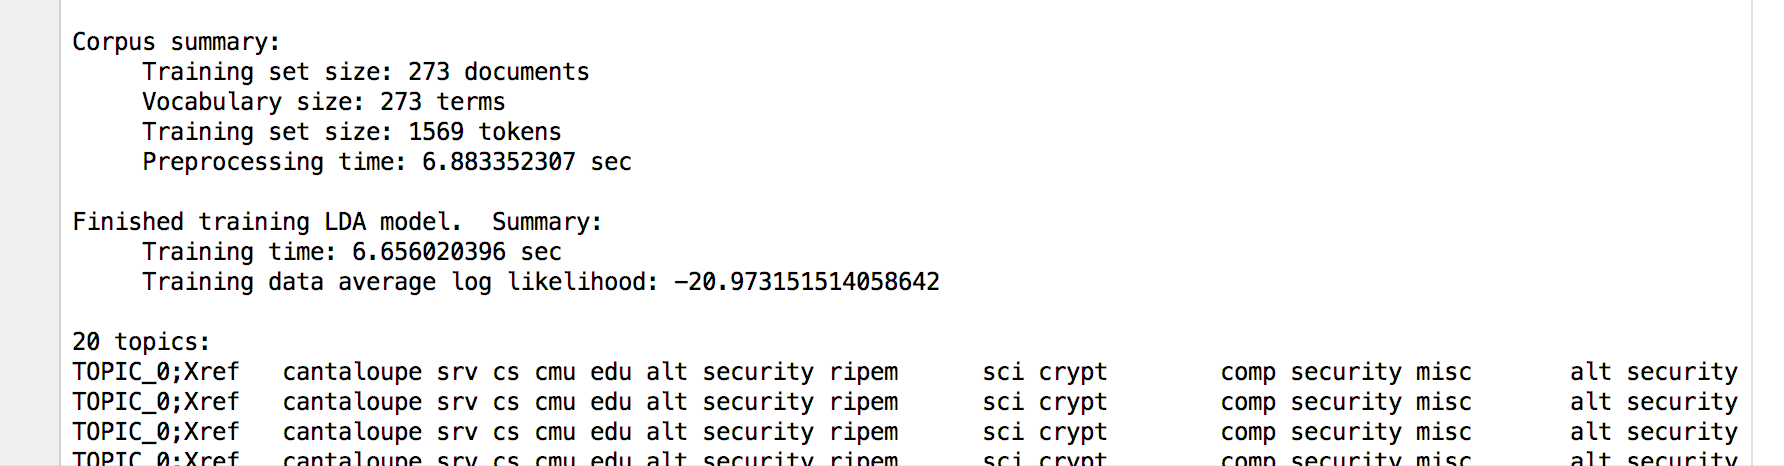 Corpus summary:
Training set size: 273 documents
Vocabulary size: 273 terms
Training set size: 1569 tokens
Preprocessing time: 6.883352307 sec
Finished training LDA model.  Summary:
Training time: 6.656020396 sec
Training data average log likelihood: −20.973151514058642
20 topics:
TOPIC_0;Xref   cantaloupe srv cs cmu edu alt security ripem      sci crypt        comp security misc       alt security
TOPIC_0;Xref   cantaloupe srv cs cmu edu alt security ripem      sci crypt        comp security misc       alt security
TOPIC_0;Xref   cantaloupe srv cs cmu edu alt security ripem      sci crypt        comp security misc       alt security
TOPIC_0;Xref   cantaloupe srv cs cmu edu alt security ripem      sci crypt        comp security misc       alt security